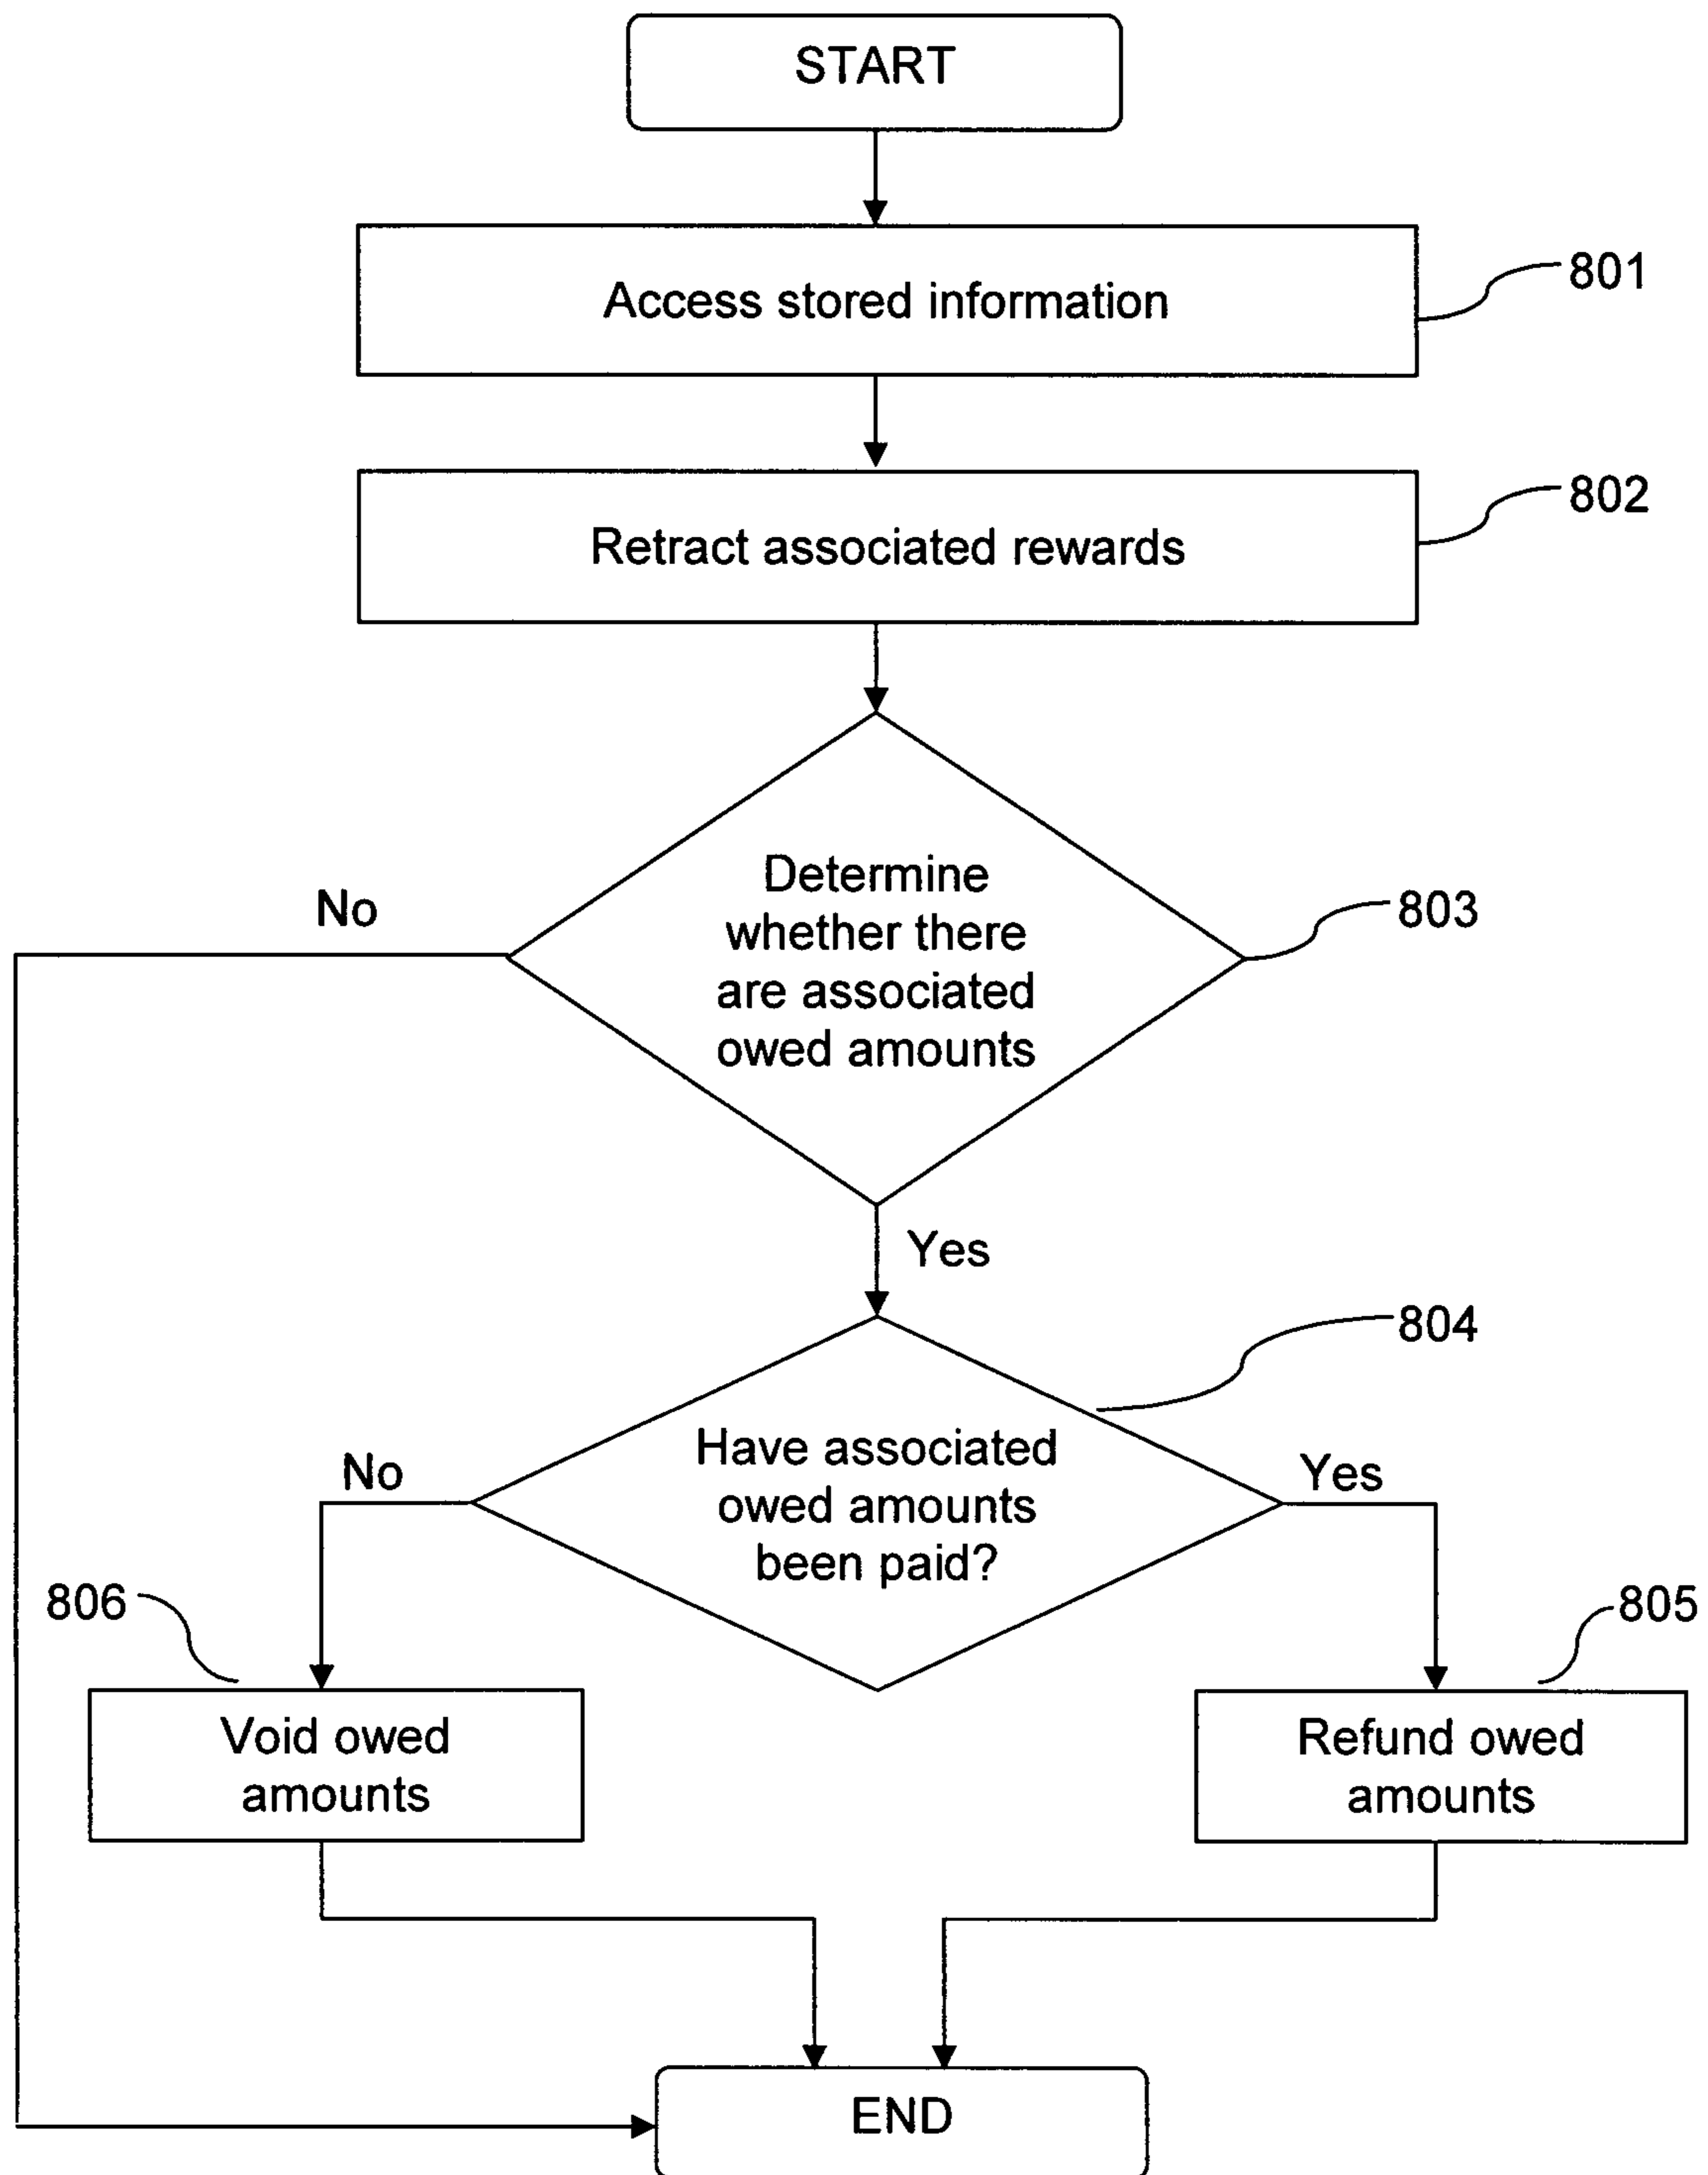 START
Access stored information
801
Retract associated rewards
802
Determine
whether there
are associated
owed amounts
803
No
Yes
804
Have associated
owed amounts
been paid?
No
Yes
806
805
Void owed
amounts
Refund owed
amounts
END